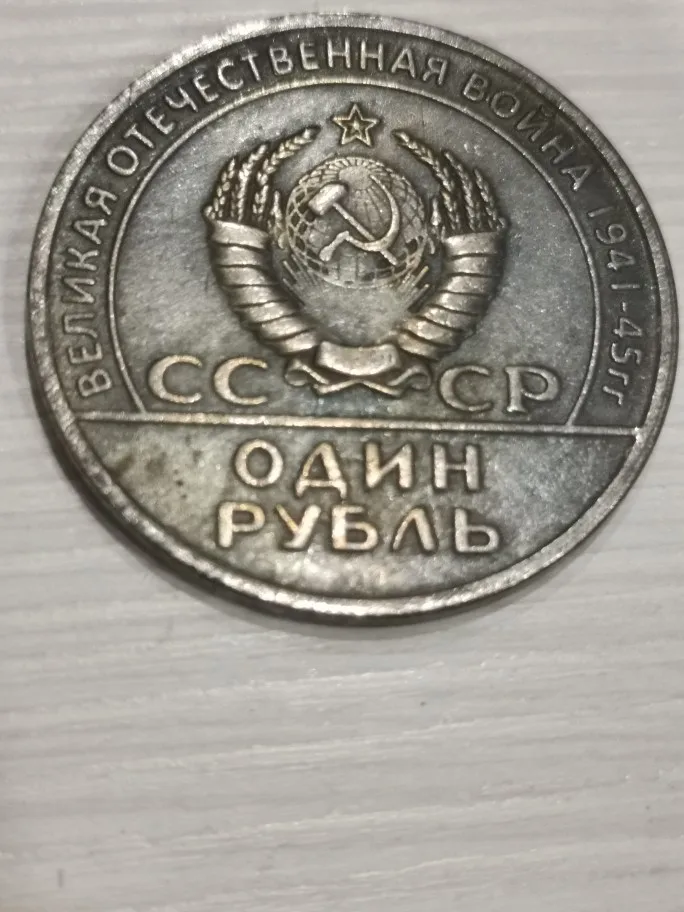 ВЕЛИКАЯ ОТЕЧЕСТВЕННАЯ ВОЙНА 1941-45гг
СССР
ОДИН
РУБЛЬ